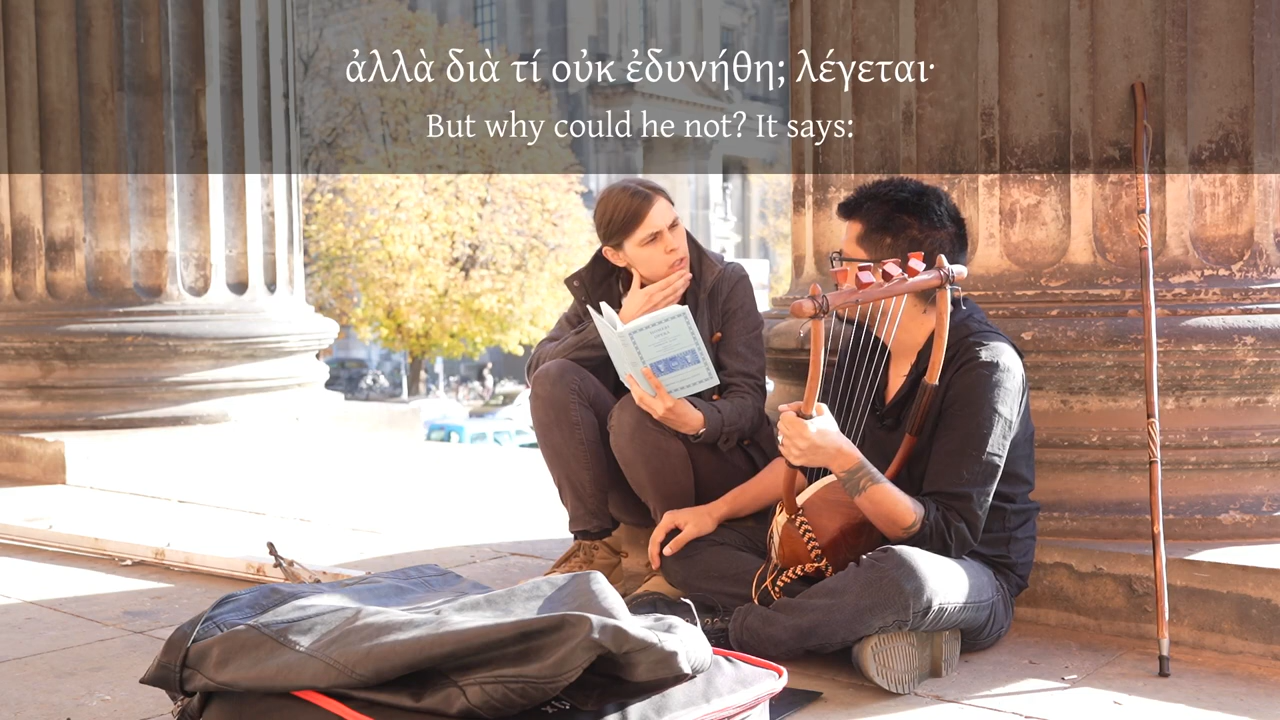 ἀλλὰ διὰ τί οὐκ ἐδυνήθη; λέγεται·
But why could he not? It says: